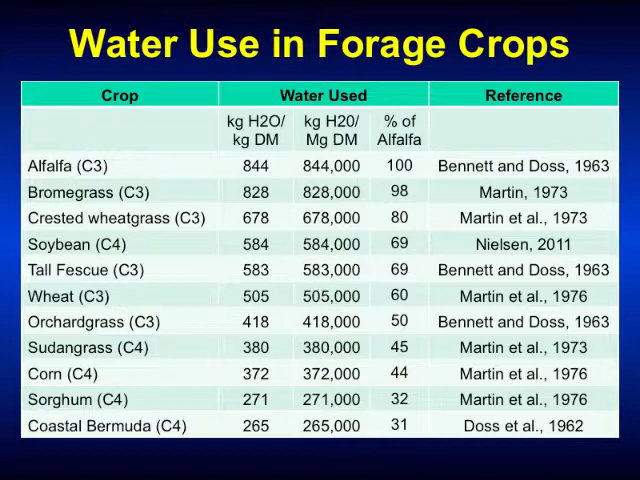 Water Use in Forage Crops
Crop Water Used Reference
kg H2O/ kg H20/ % of
kg DM Mg DM Alfalfa
Alfalfa (C3) 844 844,000 100 Bennett and Doss, 1963
Bromegrass (C3) 828 828,000 98 Martin, 1973
Crested wheatgrass (C3) 678 678,000 80 Martin et al., 1973
Soybean (C4) 584 584,000 69 Nielsen, 2011
Tall Fescue (C3) 583 583,000 69 Bennett and Doss, 1963
Wheat (C3) 505 505,000 60 Martin et al., 1976
Orchardgrass (C3) 418 418,000 50 Bennett and Doss, 1963
Sudangrass (C4) 380 380,000 45 Martin et al., 1973
Corn (C4) 372 372,000 44 Martin et al., 1976
Sorghum (C4) 271 271,000 32 Martin et al., 1976
Coastal Bermuda (C4) 265 265,000 31 Doss et al., 1962